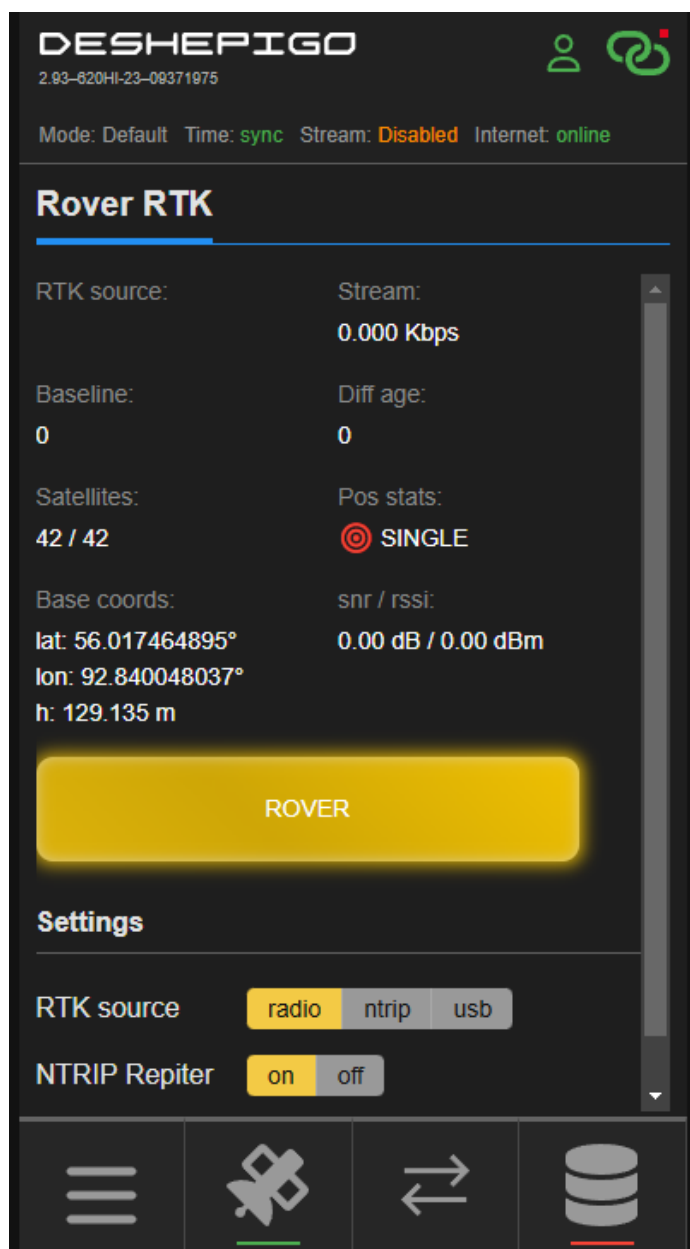 DESHEPIGO
2.93–620HI-23–09371975
Mode: Default Time: sync Stream: Disabled Internet: online
Rover RTK
RTK source: Stream:
0.000 Kbps
Baseline: Diff age:
0 0
Satellites: Pos stats:
42 / 42 SINGLE
Base coords: snr / rssi:
lat: 56.017464895° 0.00 dB / 0.00 dBm
lon: 92.840048037°
h: 129.135 m
ROVER
Settings
RTK source radio ntrip usb
NTRIP Repiter on off